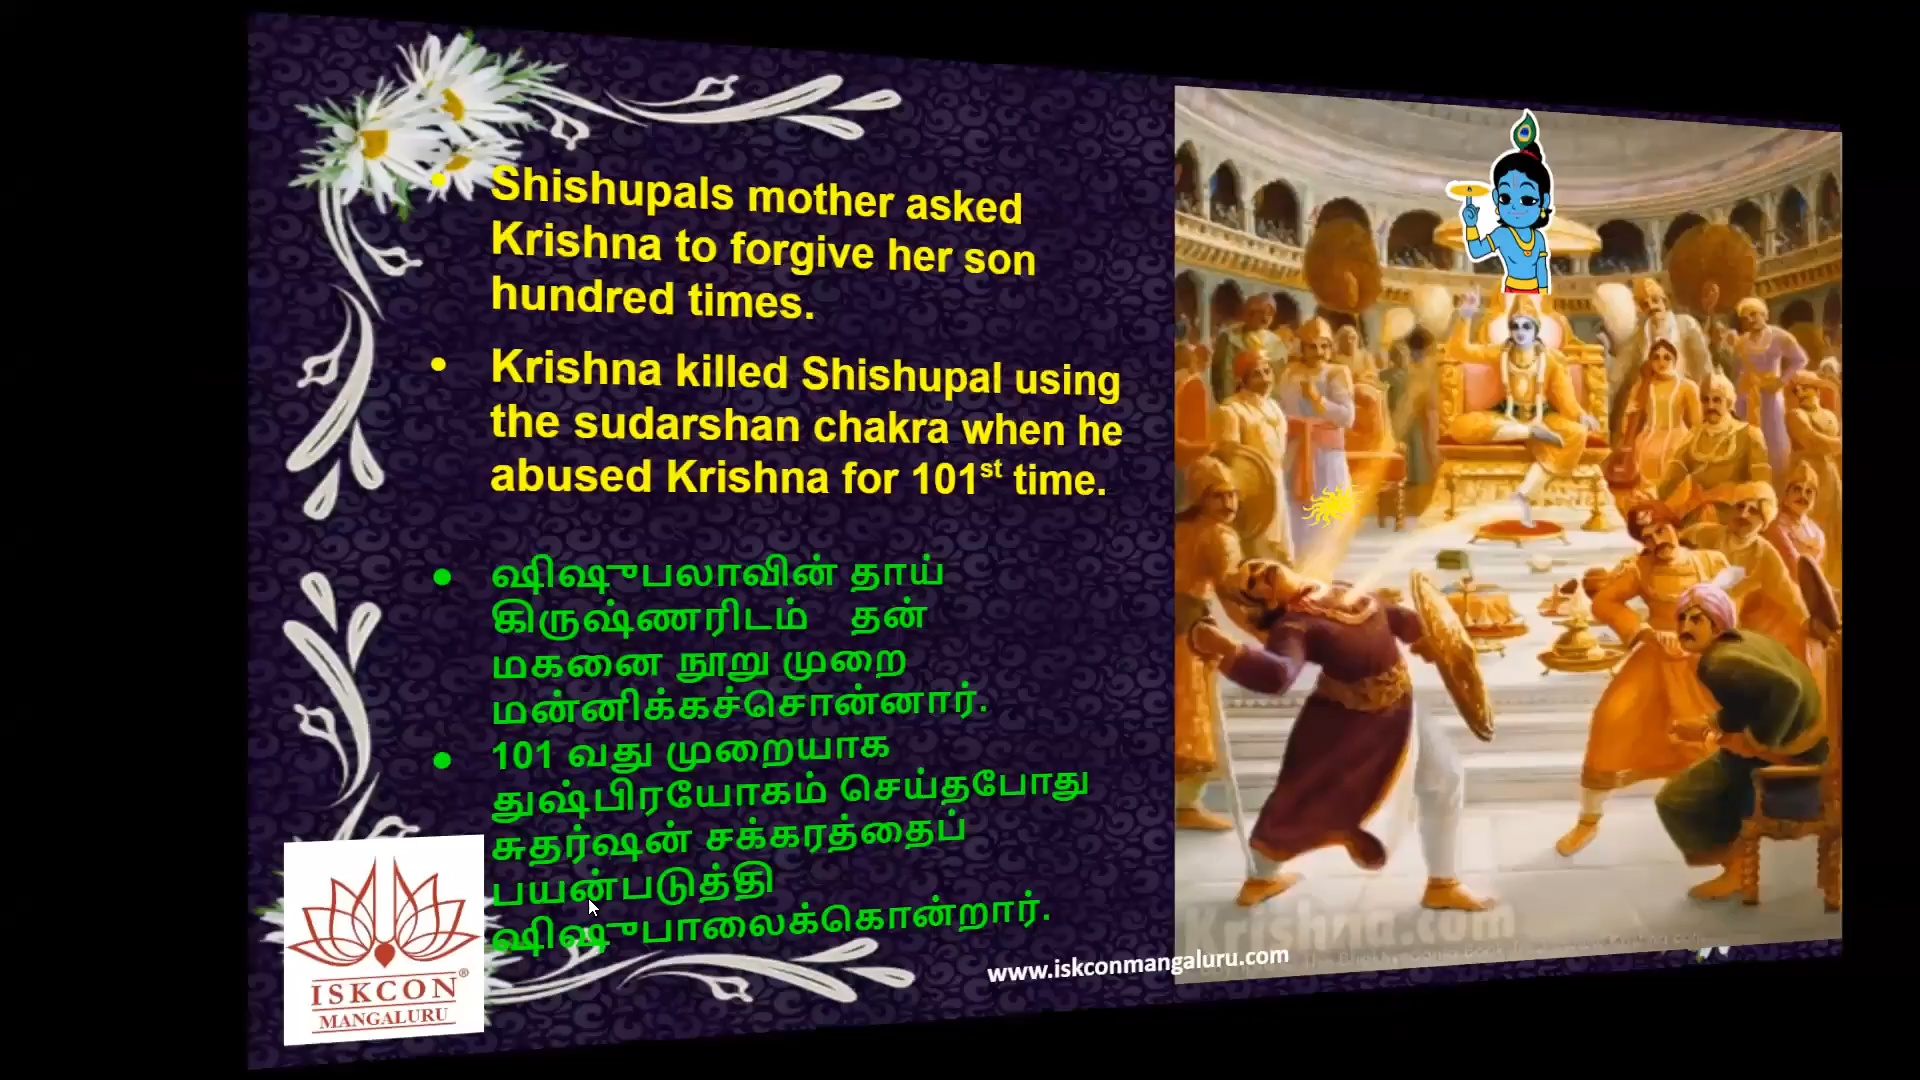 Shishupals mother asked
Krishna to forgive her son
hundred times.
Krishna killed Shishupal using
the sudarshan chakra when he
abused Krishna for 101st time.
ஷிஷுபலாவின் தாய்
கிருஷ்ணரிடம் தன்
மகனை நூறு முறை
மன்னிக்கச்சொன்னார்.
101 வது முறையாக
துஷ்பிரயோகம் செய்தபோது
சுதர்ஷன் சக்கரத்தைப்
பயன்படுத்தி
ஷிஷுபாலைக்கொன்றார்.
ISKCON®
MANGALURU
www.iskconmangaluru.com
Krishna.com